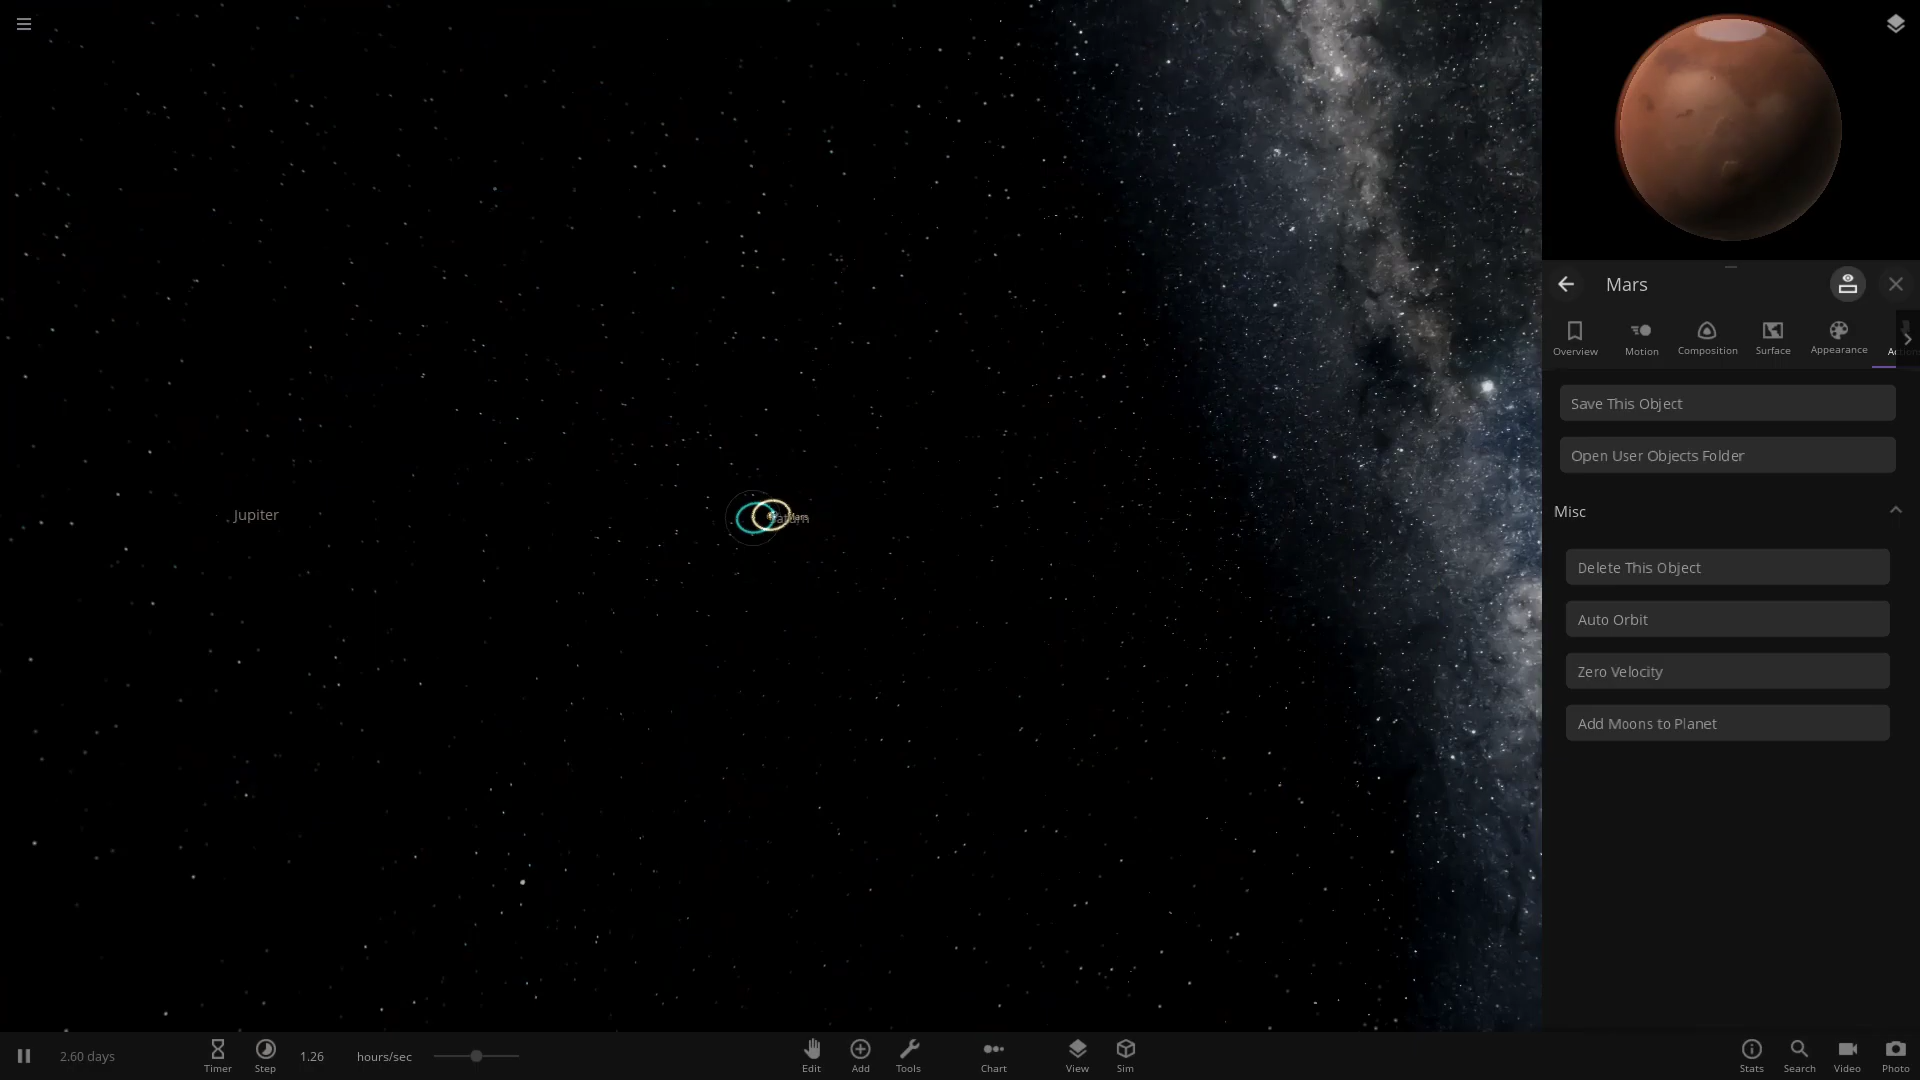 Mars
Overview
Motion
Composition
Surface
Appearance
Save This Object
Open User Objects Folder
Misc
Delete This Object
Auto Orbit
Zero Velocity
Add Moons to Planet
Jupiter
Saturn
Mars
2.60 days
Timer
Step
1.26
hours/sec
Edit
Add
Tools
Chart
View
Sim
Stats
Search
Video
Photo